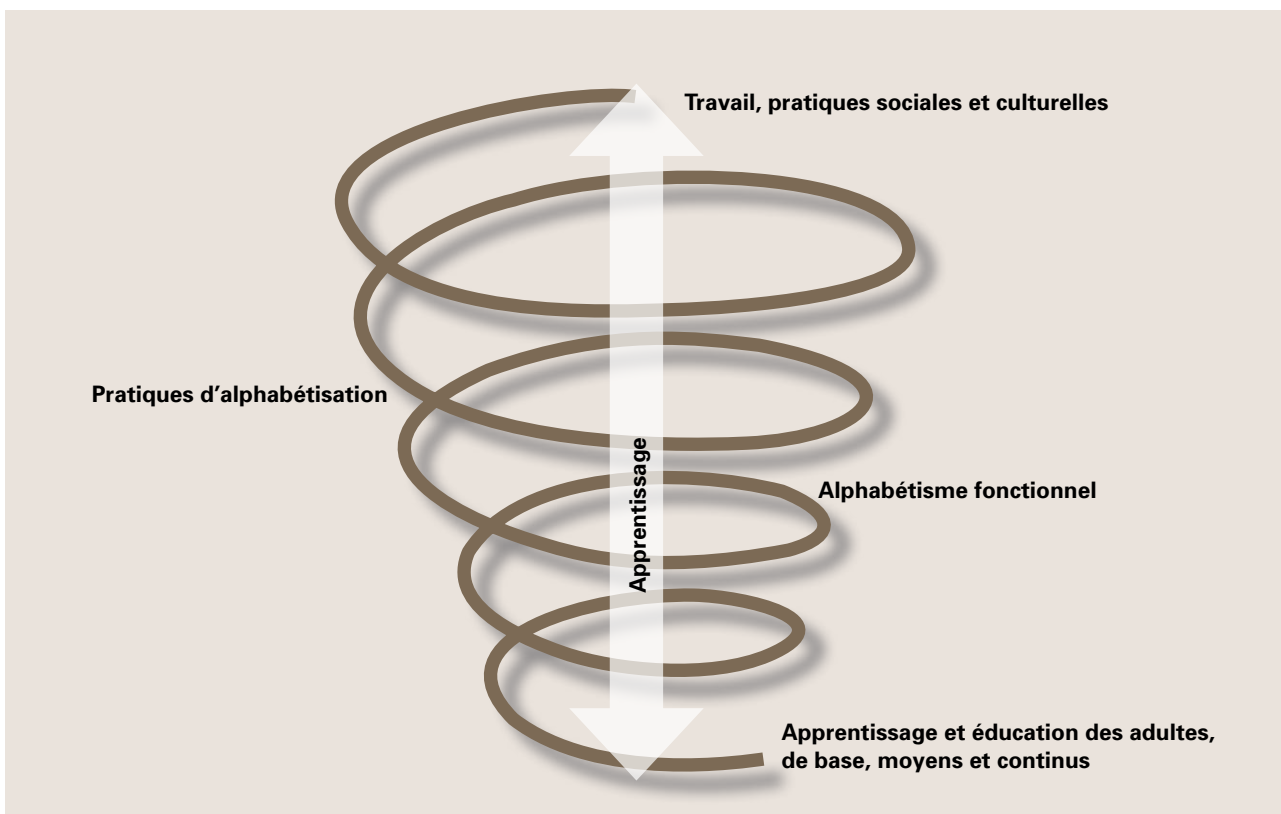 Travail, pratiques sociales et culturelles
Pratiques d’alphabétisation
Apprentissage
Alphabétisme fonctionnel
Apprentissage et éducation des adultes,
de base, moyens et continus